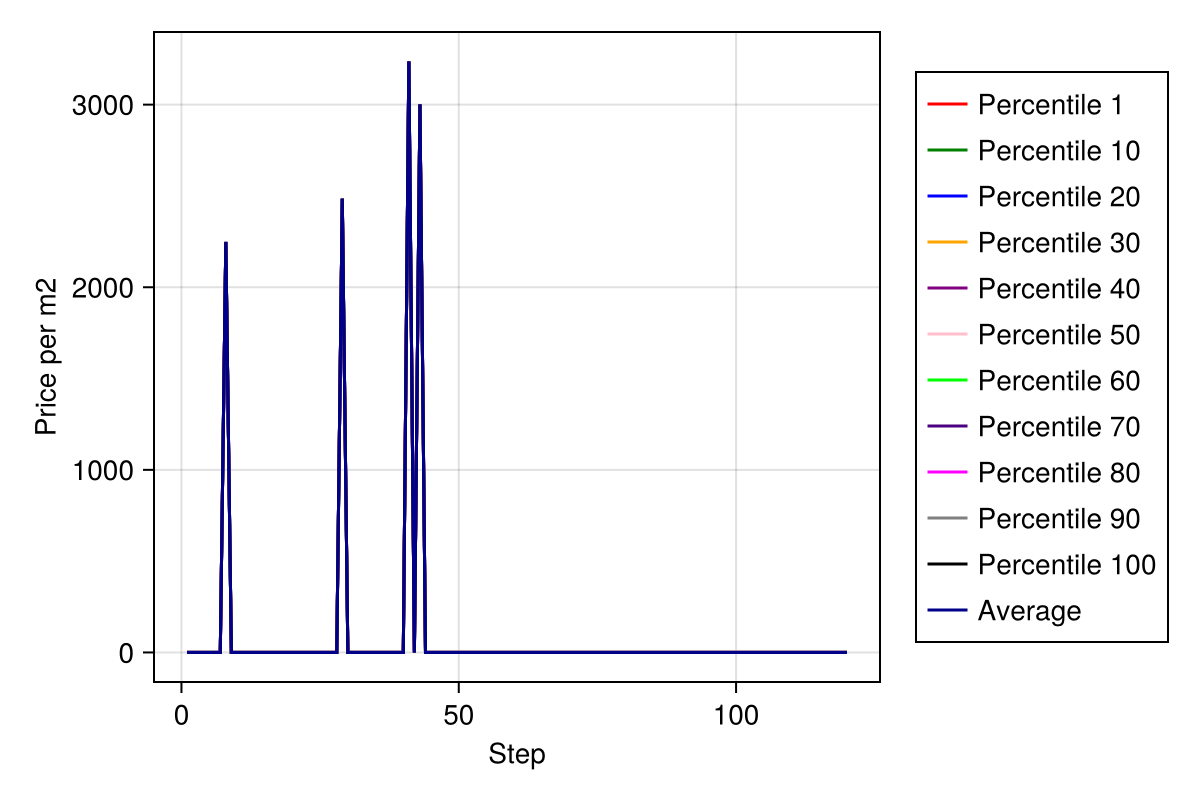 3000
2000
1000
0
Price per m2
0
50
100
Step
Percentile 1
Percentile 10
Percentile 20
Percentile 30
Percentile 40
Percentile 50
Percentile 60
Percentile 70
Percentile 80
Percentile 90
Percentile 100
Average